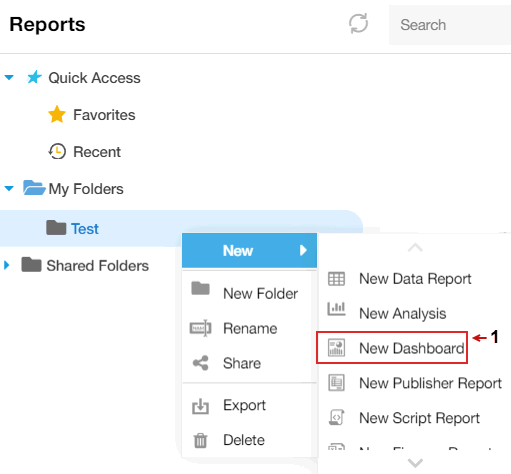 Reports
Search
Quick Access
Favorites
Recent
My Folders
Test
Shared Folders
New
New Folder
Rename
Share
Export
Delete
New Data Report
New Analysis
New Dashboard
1
New Publisher Report
New Script Report